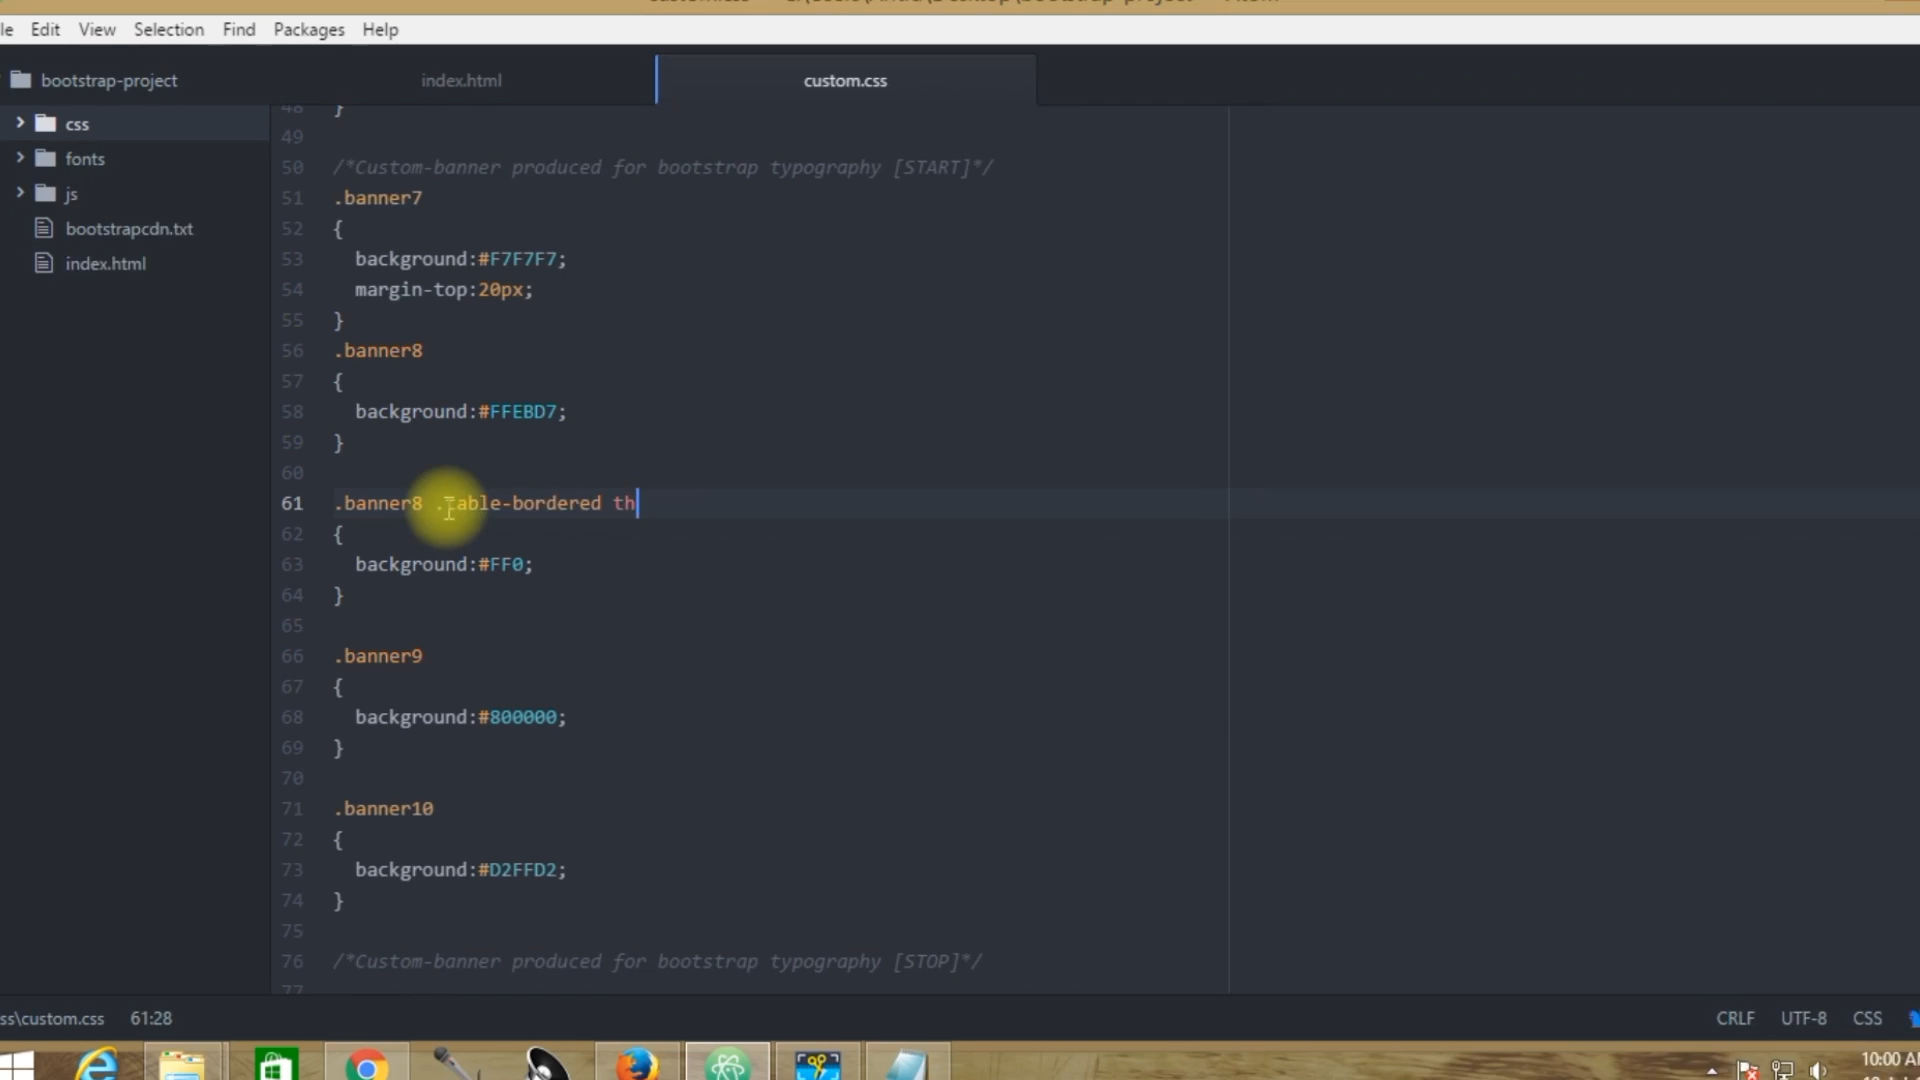 Edit View Selection Find Packages Help
bootstrap-project
index.html
custom.css
css
fonts
js
bootstrapcdn.txt
index.html
48 }
49
50 /*Custom-banner produced for bootstrap typography [START]*/
51 .banner7
52 {
53 background:#F7F7F7;
54 margin-top:20px;
55 }
56 .banner8
57 {
58 background:#FFEBD7;
59 }
60
61 .banner8 .table-bordered th
62 {
63 background:#FF0;
64 }
65
66 .banner9
67 {
68 background:#800000;
69 }
70
71 .banner10
72 {
73 background:#D2FFD2;
74 }
75
76 /*Custom-banner produced for bootstrap typography [STOP]*/
77
ss\custom.css 61:28
CRLF UTF-8 CSS
10:00 A